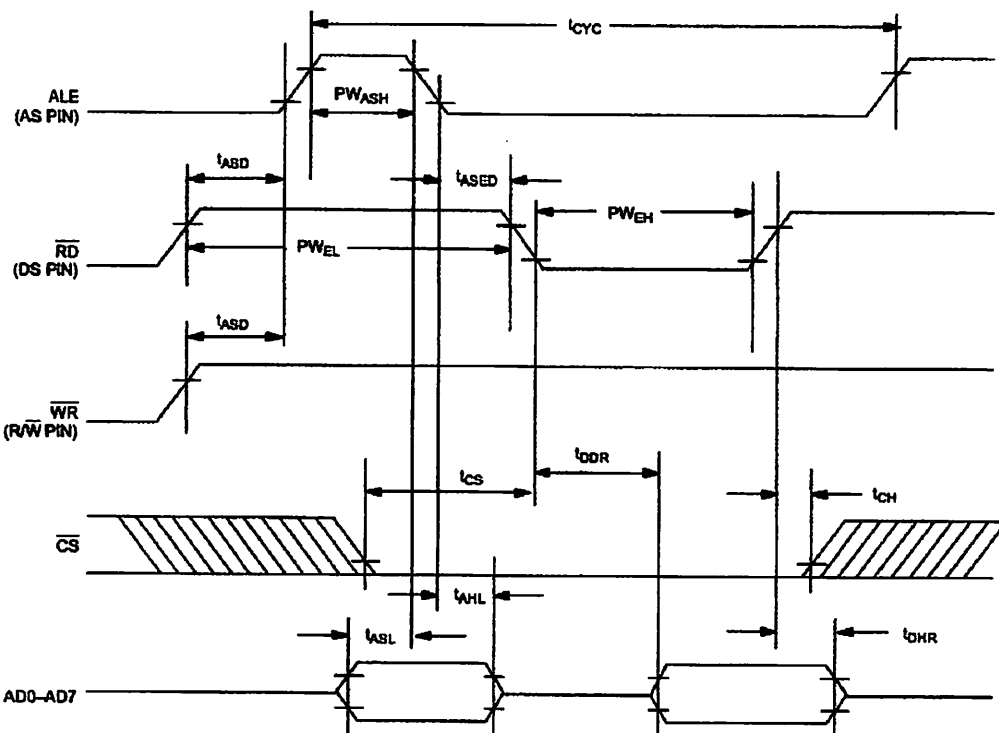 tCYC
ALE
(AS PIN)
PWASH
tASD
tASED
PWEH
RD
(DS PIN)
PWEL
tASD
WR
(R/W PIN)
tDDR
tCS
tCH
CS
tAHL
tASL
tDHR
AD0–AD7